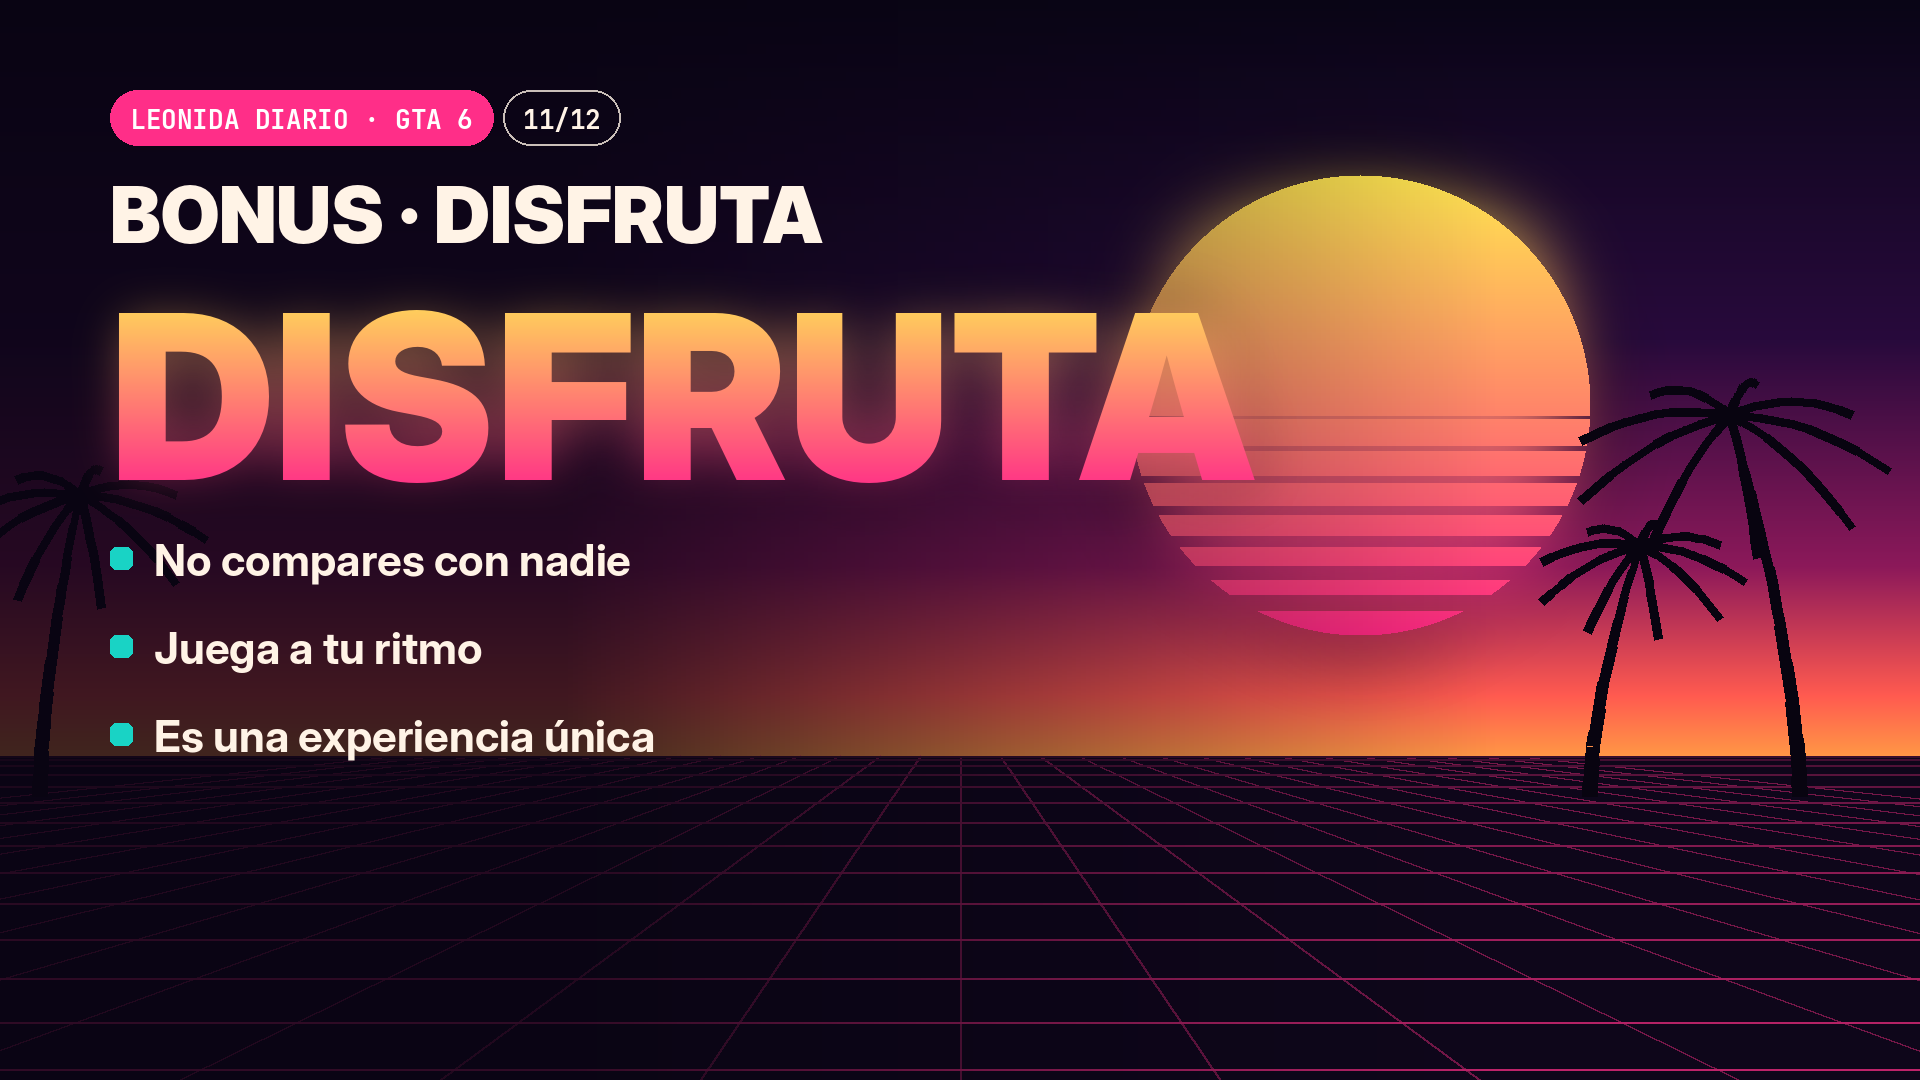 LEONIDA DIARIO · GTA 6
11/12
BONUS · DISFRUTA
DISFRUTA
No compares con nadie
Juega a tu ritmo
Es una experiencia única